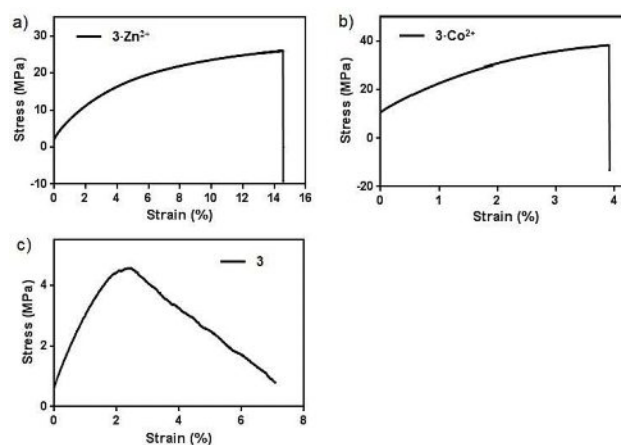 a)
3-Zn²⁺
Stress (MPa)
30
20
10
0
-10
0 2 4 6 8 10 12 14 16
Strain (%)
b)
3-Co²⁺
Stress (MPa)
40
20
0
-20
0 1 2 3 4
Strain (%)
c)
3
Stress (MPa)
4
2
0
0 2 4 6 8
Strain (%)